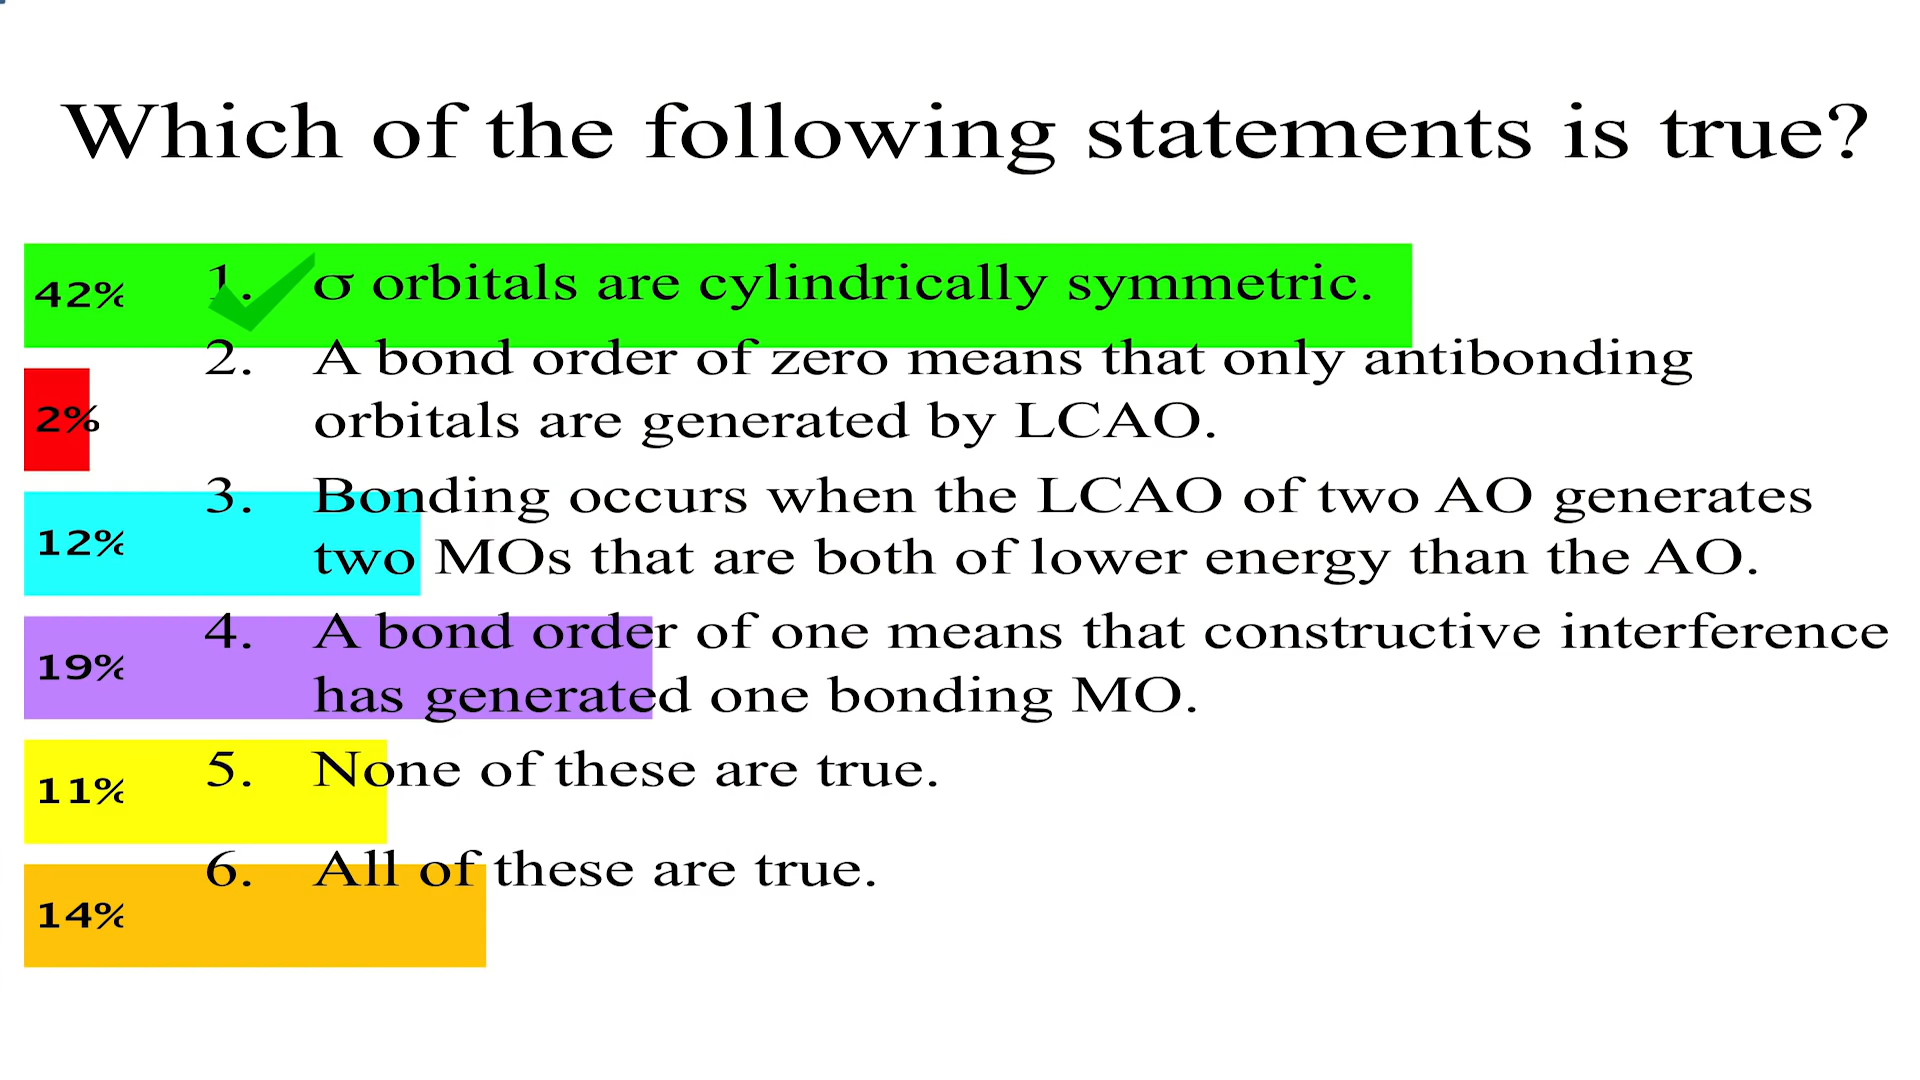 Which of the following statements is true?
42% 1. σ orbitals are cylindrically symmetric.
2. A bond order of zero means that only antibonding
2% orbitals are generated by LCAO.
3. Bonding occurs when the LCAO of two AO generates
12% two MOs that are both of lower energy than the AO.
4. A bond order of one means that constructive interference
19% has generated one bonding MO.
11% 5. None of these are true.
14% 6. All of these are true.